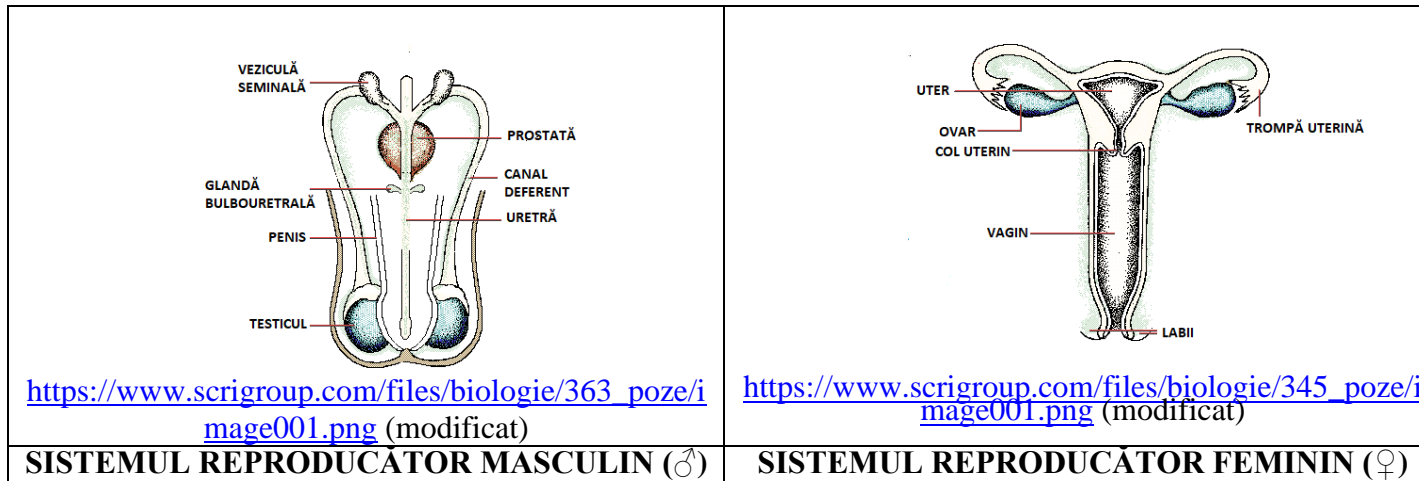 VEZICULĂ
SEMINALĂ
PROSTATĂ
GLANDĂ
BULBOURETRALĂ
CANAL
DEFERENT
URETRĂ
PENIS
TESTICUL
https://www.scrigroup.com/files/biologie/363_poze/i
mage001.png (modificat)
SISTEMUL REPRODUCĂTOR MASCULIN (♂)
UTER
OVAR
COL UTERIN
TROMPĂ UTERINĂ
VAGIN
LABII
https://www.scrigroup.com/files/biologie/345_poze/i
mage001.png (modificat)
SISTEMUL REPRODUCĂTOR FEMININ (♀)